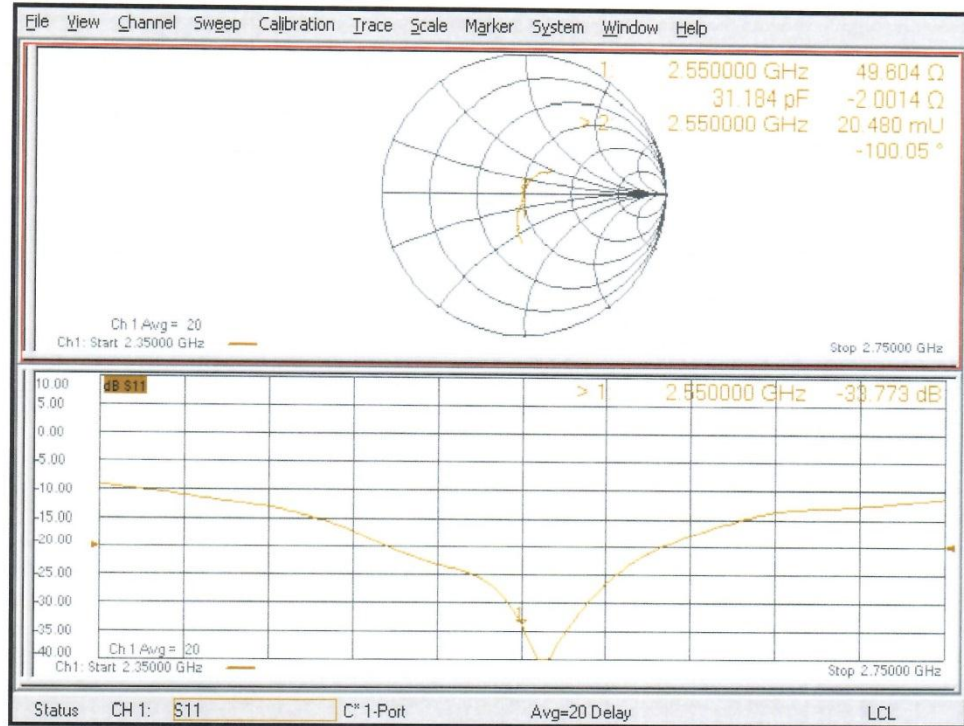 File View Channel Sweep Calibration Trace Scale Marker System Window Help
1 2.550000 GHz 49.604 Ω
31.184 pF -2.0014 Ω
> 2 2.550000 GHz 20.480 mU
-100.05 °
Ch 1 Avg = 20
Ch1: Start 2.35000 GHz
Stop 2.75000 GHz
10.00 dB S11
> 1 2.550000 GHz -33.773 dB
5.00
0.00
-5.00
-10.00
-15.00
-20.00
-25.00
-30.00
1
-35.00
-40.00
Ch 1 Avg = 20
Ch1: Start 2.35000 GHz
Stop 2.75000 GHz
Status CH 1: S11 C* 1-Port Avg=20 Delay LCL